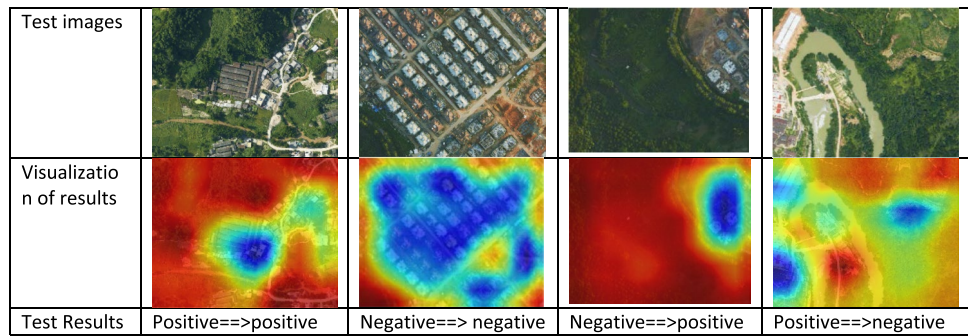 Test images
Visualizatio
n of results
Test Results
Positive==>positive
Negative==> negative
Negative==>positive
Positive==>negative